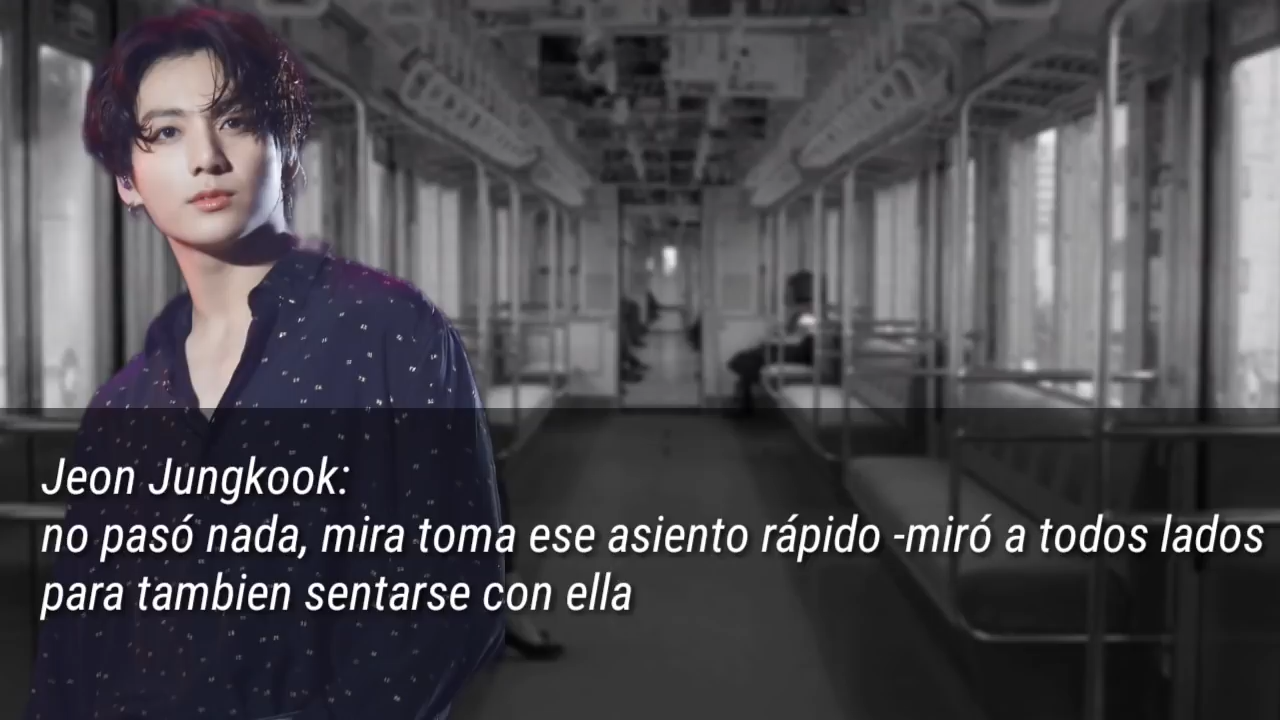 Jeon Jungkook:
no pasó nada, mira toma ese asiento rápido -miró a todos lados
para tambien sentarse con ella